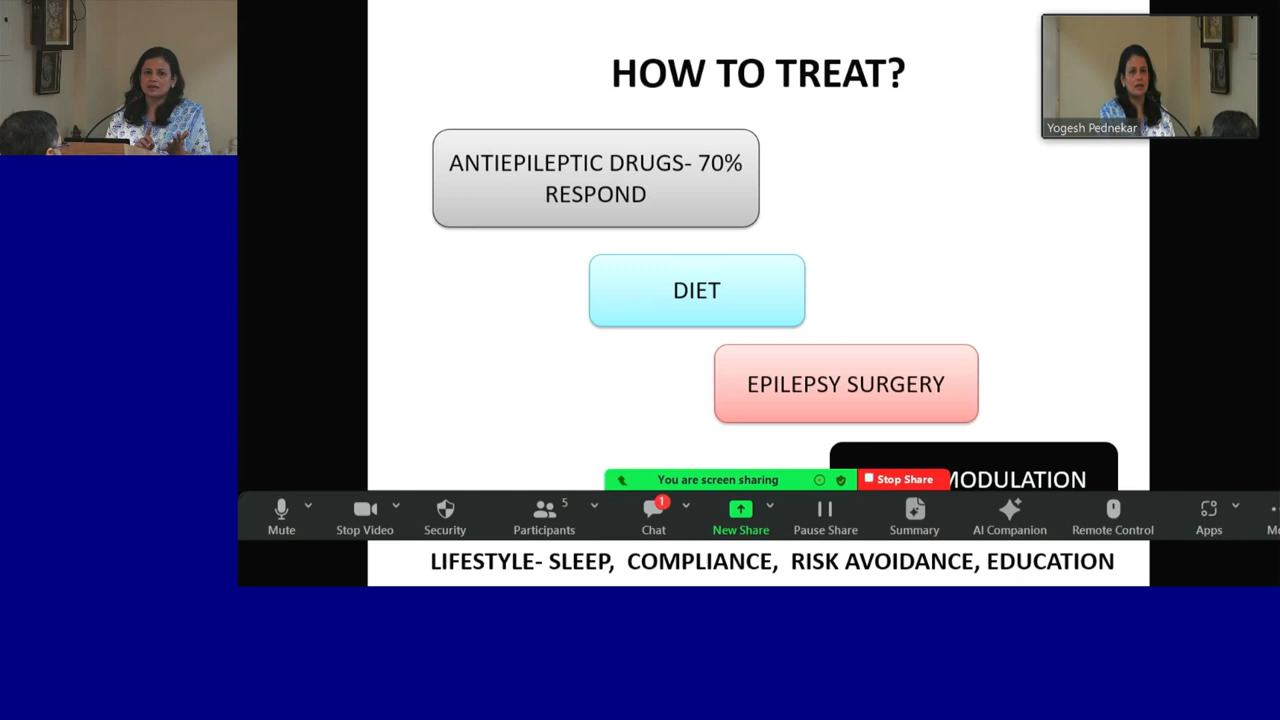 HOW TO TREAT?
Yogesh Pednekar
ANTIEPILEPTIC DRUGS- 70%
RESPOND
DIET
EPILEPSY SURGERY
MODULATION
You are screen sharing
Stop Share
Mute
Stop Video
Security
Participants
5
Chat
1
New Share
Pause Share
Summary
AI Companion
Remote Control
Apps
LIFESTYLE- SLEEP, COMPLIANCE, RISK AVOIDANCE, EDUCATION